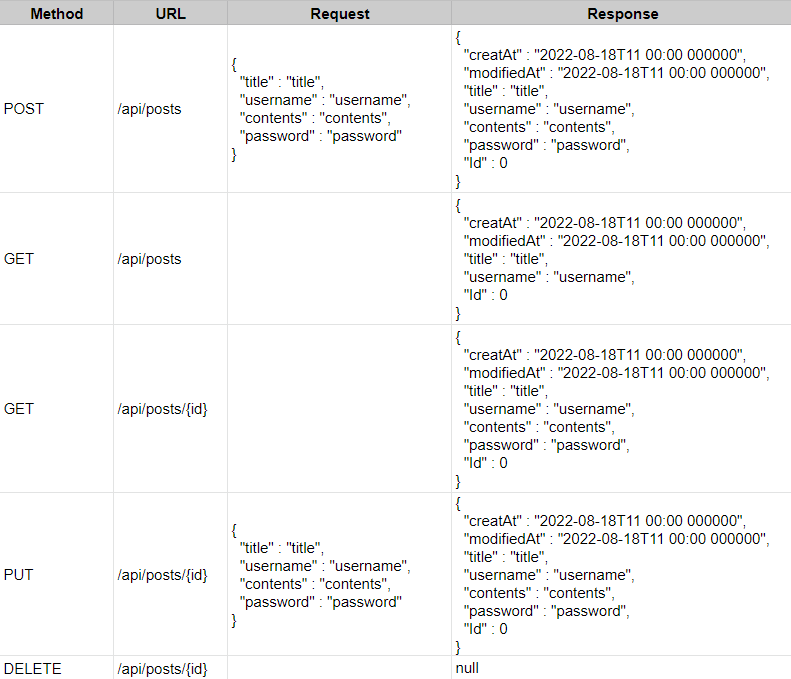 Method URL Request Response
POST /api/posts
{
"title" : "title",
"username" : "username",
"contents" : "contents",
"password" : "password"
}
{
"creatAt" : "2022-08-18T11 00:00 000000",
"modifiedAt" : "2022-08-18T11 00:00 000000",
"title" : "title",
"username" : "username",
"contents" : "contents",
"password" : "password",
"Id" : 0
}
GET /api/posts
{
"creatAt" : "2022-08-18T11 00:00 000000",
"modifiedAt" : "2022-08-18T11 00:00 000000",
"title" : "title",
"username" : "username",
"Id" : 0
}
GET /api/posts/{id}
{
"creatAt" : "2022-08-18T11 00:00 000000",
"modifiedAt" : "2022-08-18T11 00:00 000000",
"title" : "title",
"username" : "username",
"contents" : "contents",
"password" : "password",
"Id" : 0
}
PUT /api/posts/{id}
{
"title" : "title",
"username" : "username",
"contents" : "contents",
"password" : "password"
}
{
"creatAt" : "2022-08-18T11 00:00 000000",
"modifiedAt" : "2022-08-18T11 00:00 000000",
"title" : "title",
"username" : "username",
"contents" : "contents",
"password" : "password",
"Id" : 0
}
DELETE /api/posts/{id} null